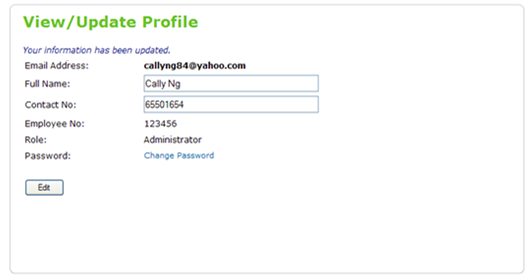 View/Update Profile
Your information has been updated.
Email Address: callyng84@yahoo.com
Full Name: Cally Ng
Contact No: 65501654
Employee No: 123456
Role: Administrator
Password: Change Password
Edit